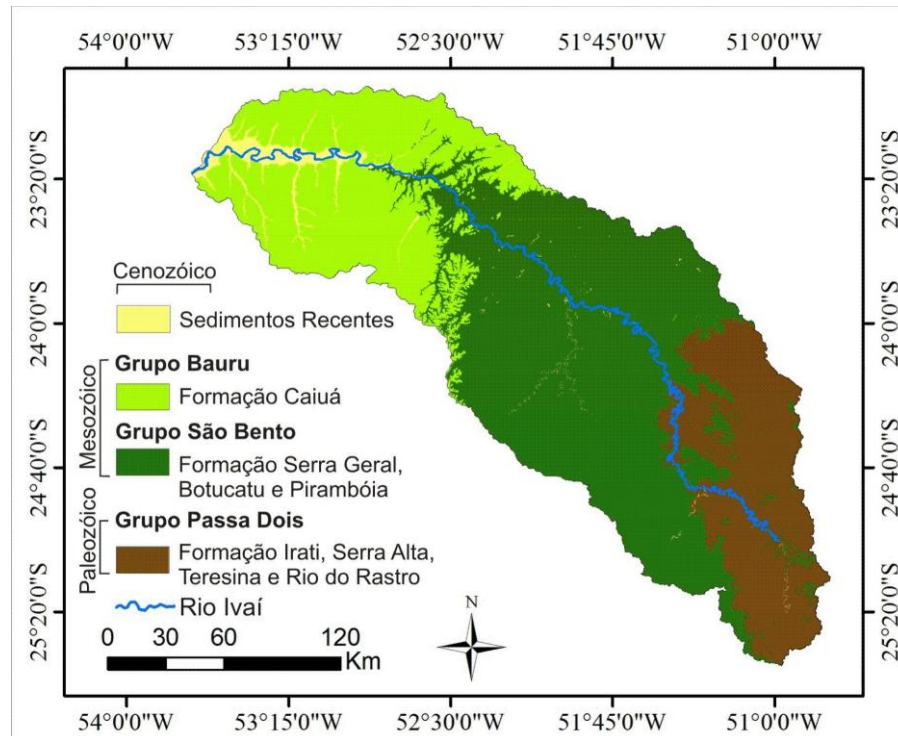 54°0'0"W 53°15'0"W 52°30'0"W 51°45'0"W 51°0'0"W
23°20'0"S 23°20'0"S
24°0'0"S 24°0'0"S
24°40'0"S 24°40'0"S
25°20'0"S 25°20'0"S
Cenozóico
Sedimentos Recentes
Mesozóico
Grupo Bauru
Formação Caiuá
Grupo São Bento
Formação Serra Geral,
Botucatu e Pirambóia
Paleozóico
Grupo Passa Dois
Formação Irati, Serra Alta,
Teresina e Rio do Rastro
Rio Ivaí
0 30 60 120
Km
N
54°0'0"W 53°15'0"W 52°30'0"W 51°45'0"W 51°0'0"W